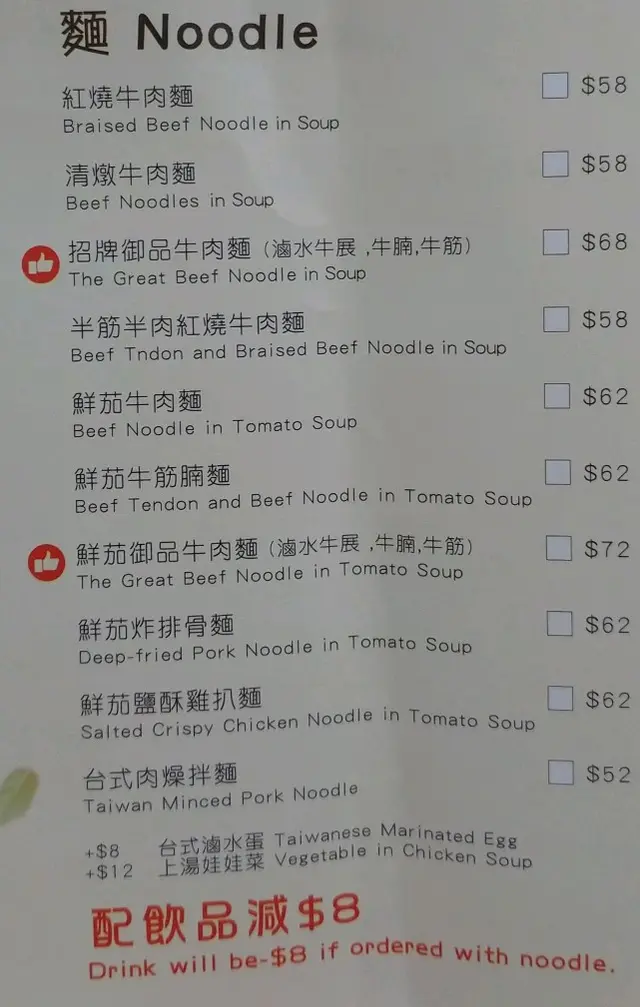 麵 Noodle
紅燒牛肉麵 $58
Braised Beef Noodle in Soup
清燉牛肉麵 $58
Beef Noodles in Soup
招牌御品牛肉麵 (滷水牛展 ,牛腩,牛筋) $68
The Great Beef Noodle in Soup
半筋半肉紅燒牛肉麵 $58
Beef Tndon and Braised Beef Noodle in Soup
鮮茄牛肉麵 $62
Beef Noodle in Tomato Soup
鮮茄牛筋腩麵 $62
Beef Tendon and Beef Noodle in Tomato Soup
鮮茄御品牛肉麵 (滷水牛展 ,牛腩,牛筋) $72
The Great Beef Noodle in Tomato Soup
鮮茄炸排骨麵 $62
Deep-fried Pork Noodle in Tomato Soup
鮮茄鹽酥雞扒麵 $62
Salted Crispy Chicken Noodle in Tomato Soup
台式肉燥拌麵 $52
Taiwan Minced Pork Noodle
+$8 台式滷水蛋 Taiwanese Marinated Egg
+$12 上湯娃娃菜 Vegetable in Chicken Soup
配飲品減$8
Drink will be-$8 if ordered with noodle.